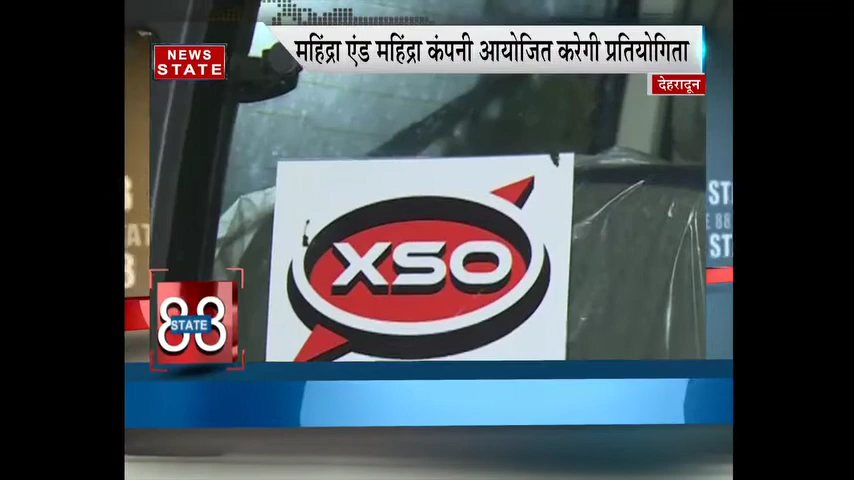 NEWS
STATE
महिंद्रा एंड महिंद्रा कंपनी आयोजित करेगी प्रतियोगिता
देहरादून
XSO
88
STATE